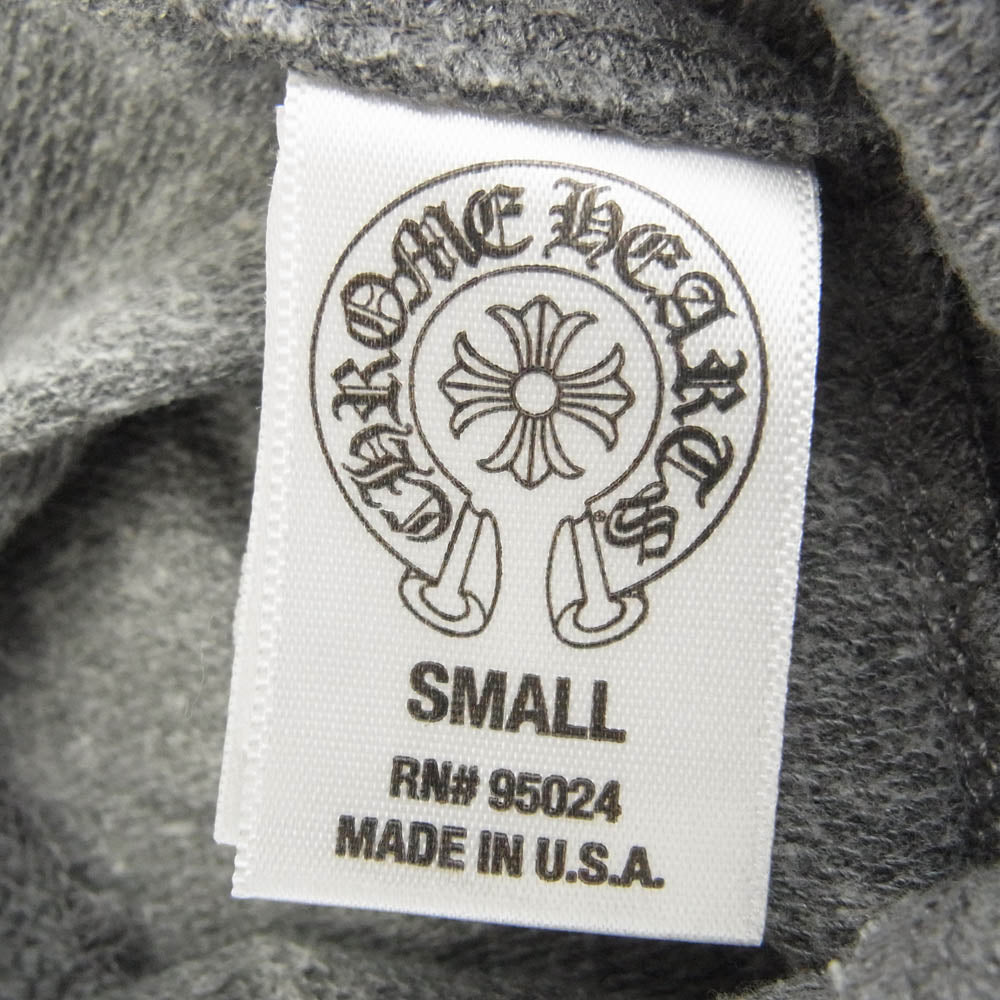 CHROME HEARTS
SMALL
RN# 95024
MADE IN U.S.A.